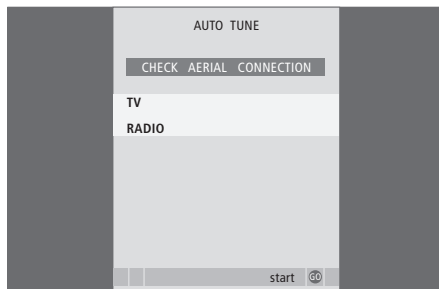 AUTO TUNE
CHECK AERIAL CONNECTION
TV
RADIO
start GO